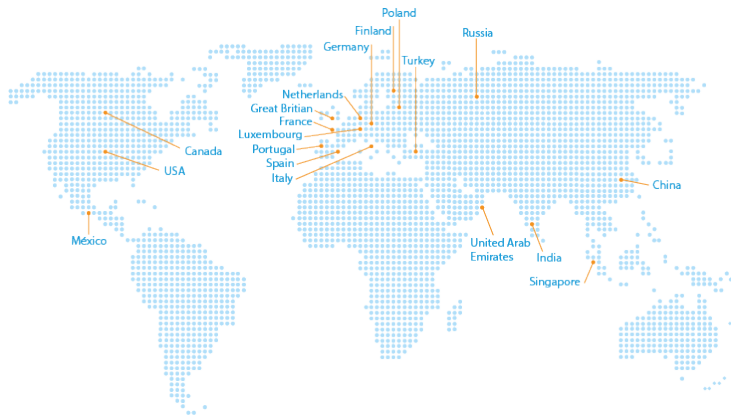 Poland
Finland
Russia
Germany
Turkey
Netherlands
Great Britian
France
Luxembourg
Canada
Portugal
Spain
USA
Italy
China
México
United Arab
Emirates
India
Singapore